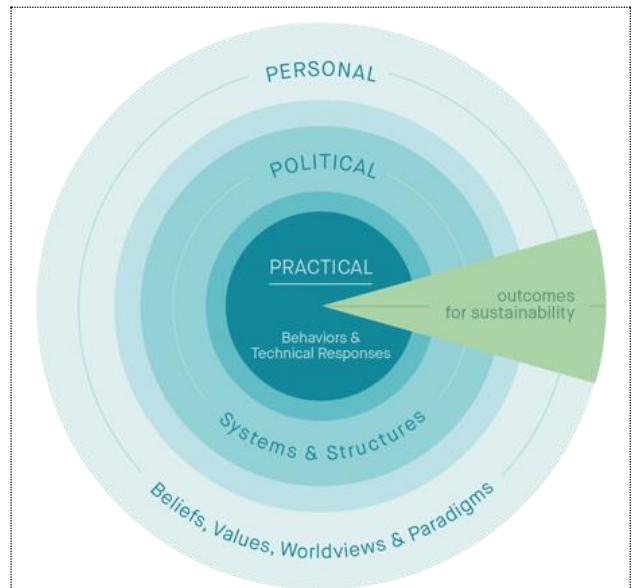 PERSONAL
POLITICAL
PRACTICAL
Behaviors &
Technical Responses
outcomes
for sustainability
Systems & Structures
Beliefs, Values, Worldviews & Paradigms